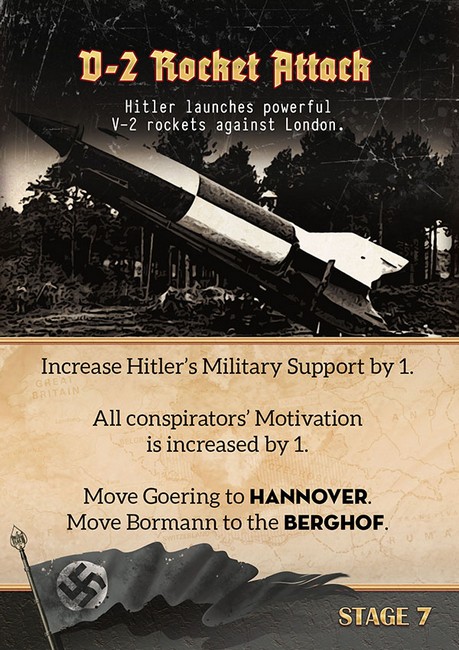 V-2 Rocket Attack
Hitler launches powerful
V-2 rockets against London.
Increase Hitler's Military Support by 1.
GREAT
BRITAIN
All conspirators' Motivation
is increased by 1.
Move Goering to HANNOVER.
Move Bormann to the BERGHOF.
STAGE 7